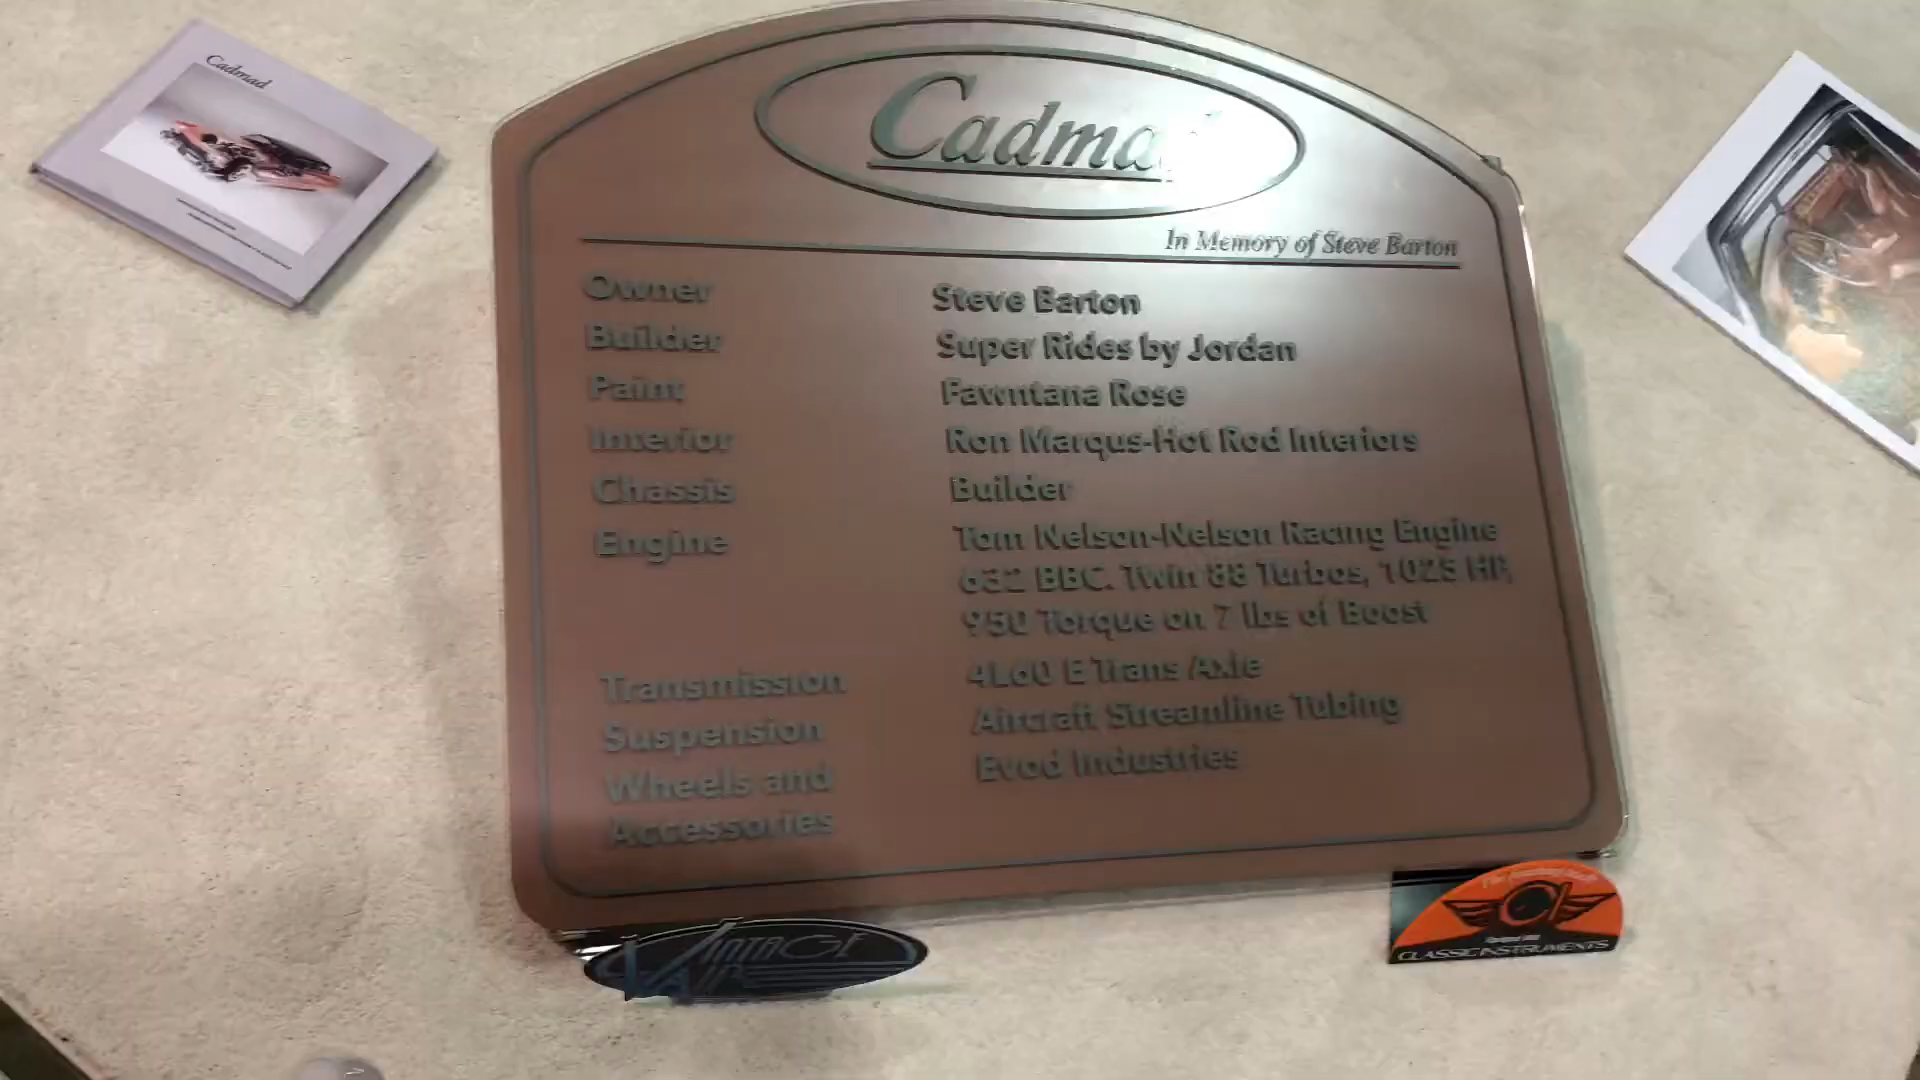 Cadmad
Cadmad
In Memory of Steve Barton
Owner Steve Barton
Builder Super Rides by Jordan
Paint Fawntana Rose
Interior Ron Marqus-Hot Rod Interiors
Chassis Builder
Engine Tom Nelson-Nelson Racing Engine
632 BBC. Twin 88 Turbos, 1025 HP,
950 Torque on 7 lbs of Boost
Transmission 4L60 E Trans Axle
Suspension Aircraft Streamline Tubing
Wheels and Evod Industries
Accessories
VINTAGE
AIR
CI
CLASSIC INSTRUMENTS